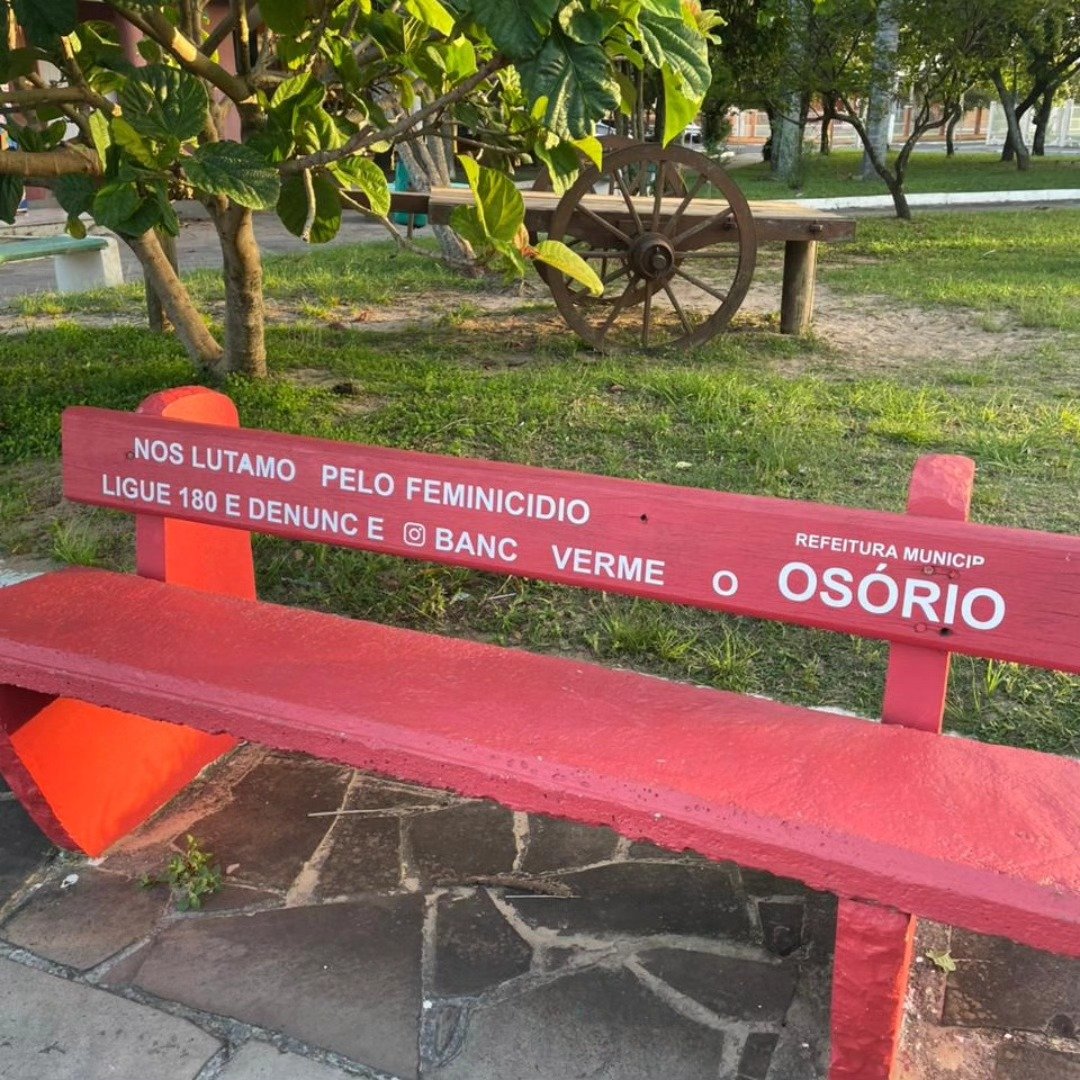 NOS LUTAMO PELO FEMINICIDIO
LIGUE 180 E DENUNC E BANC VERME O
REFEITURA MUNICIP
OSÓRIO